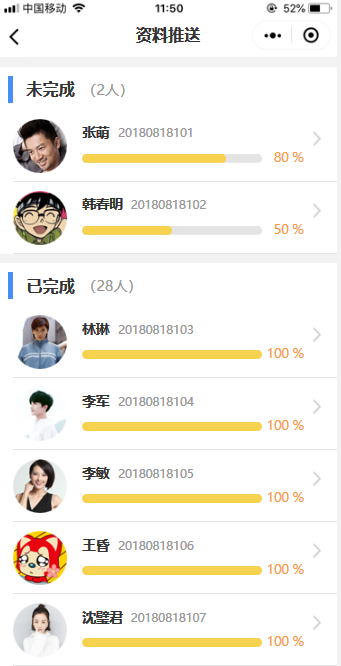 中国移动 11:50 52%
资料推送
未完成 (2人)
张萌 20180818101
80 %
韩春明 20180818102
50 %
已完成 (28人)
林琳 20180818103
100 %
李军 20180818104
100 %
李敏 20180818105
100 %
王昏 20180818106
100 %
沈璧君 20180818107
100 %